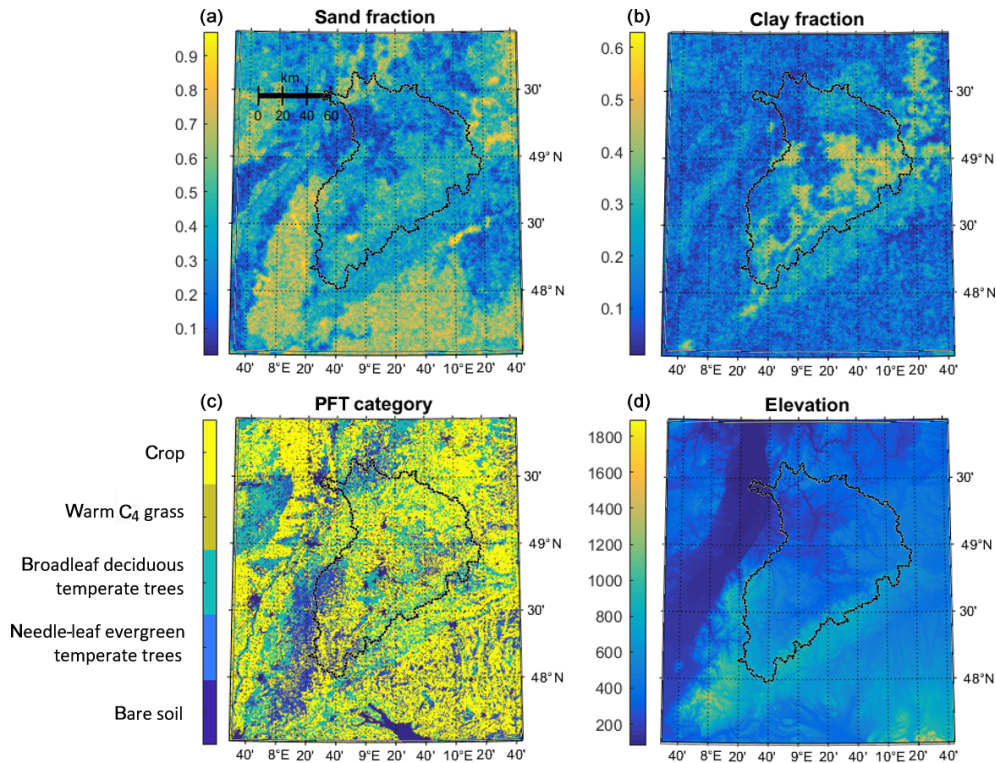 (a) Sand fraction
0.9
0.8
0.7
0.6
0.5
0.4
0.3
0.2
0.1
km
0 20 40 60
30'
49° N
30'
48° N
40' 8°E 20' 40' 9°E 20' 40' 10°E 20' 40'
(b) Clay fraction
0.6
0.5
0.4
0.3
0.2
0.1
30'
49° N
30'
48° N
40' 8°E 20' 40' 9°E 20' 40' 10°E 20' 40'
(c) PFT category
Crop
Warm C₄ grass
Broadleaf deciduous
temperate trees
Needle-leaf evergreen
temperate trees
Bare soil
30'
49° N
30'
48° N
40' 8°E 20' 40' 9°E 20' 40' 10°E 20' 40'
(d) Elevation
1800
1600
1400
1200
1000
800
600
400
200
30'
49° N
30'
48° N
40' 8°E 20' 40' 9°E 20' 40' 10°E 20' 40'